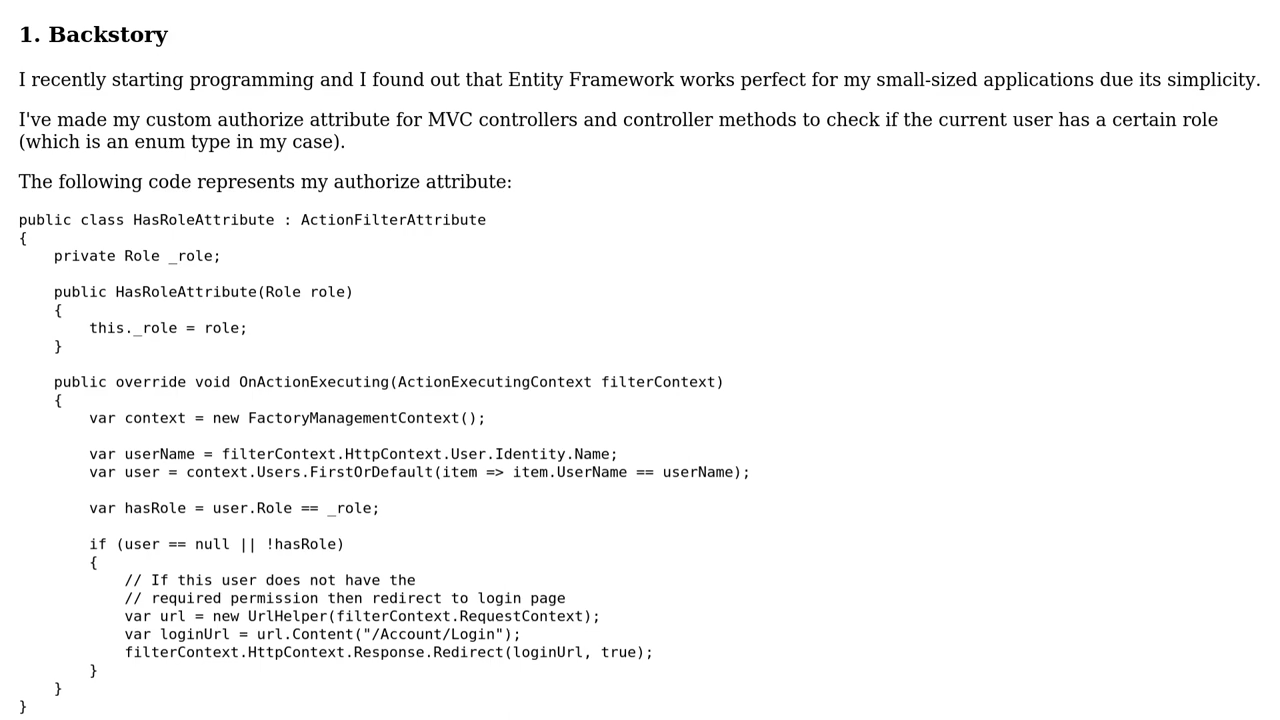 1. Backstory
I recently starting programming and I found out that Entity Framework works perfect for my small-sized applications due its simplicity.
I've made my custom authorize attribute for MVC controllers and controller methods to check if the current user has a certain role
(which is an enum type in my case).
The following code represents my authorize attribute:
public class HasRoleAttribute : ActionFilterAttribute
{
    private Role _role;

    public HasRoleAttribute(Role role)
    {
        this._role = role;
    }

    public override void OnActionExecuting(ActionExecutingContext filterContext)
    {
        var context = new FactoryManagementContext();

        var userName = filterContext.HttpContext.User.Identity.Name;
        var user = context.Users.FirstOrDefault(item => item.UserName == userName);

        var hasRole = user.Role == _role;

        if (user == null || !hasRole)
        {
            // If this user does not have the
            // required permission then redirect to login page
            var url = new UrlHelper(filterContext.RequestContext);
            var loginUrl = url.Content("/Account/Login");
            filterContext.HttpContext.Response.Redirect(loginUrl, true);
        }
    }
}